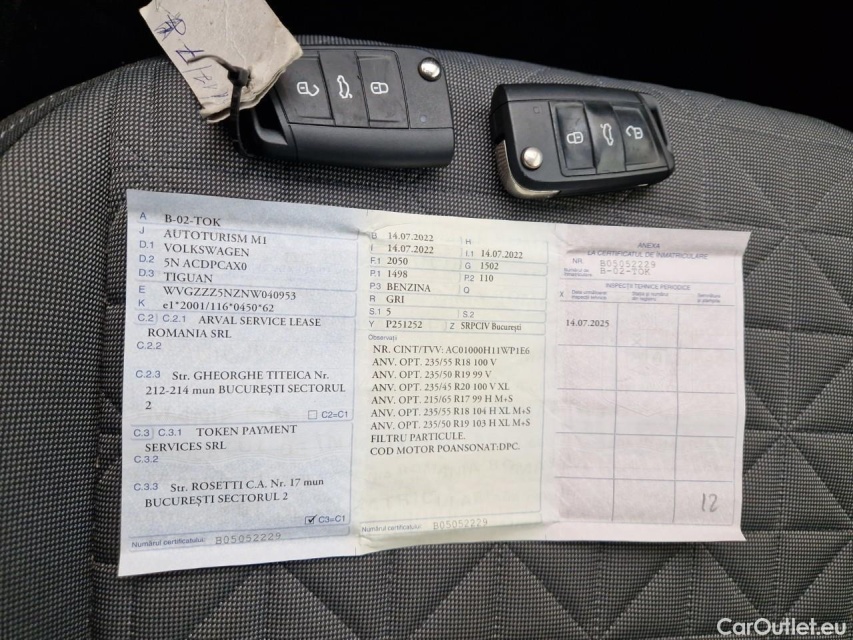 A B-02-TOK
J AUTOTURISM M1
D.1 VOLKSWAGEN
D.2 5N ACDPCAX0
D.3 TIGUAN
E WVGZZZ5NZNW040953
K e1*2001/116*0450*62
C.2 C.2.1 ARVAL SERVICE LEASE
ROMANIA SRL
C.2.2
C.2.3 Str. GHEORGHE TITEICA Nr.
212-214 mun BUCUREȘTI SECTORUL
2
C2=C1
C.3 C.3.1 TOKEN PAYMENT
SERVICES SRL
C.3.2
C.3.3 Str. ROSETTI C.A. Nr. 17 mun
BUCUREȘTI SECTORUL 2
C3=C1
Numărul certificatului: B05052229
B 14.07.2022 H
I 14.07.2022 I.1 14.07.2022
F.1 2050 G 1502
P.1 1498 P.2 110
P.3 BENZINA Q
R GRI
S.1 5 S.2
Y P251252 Z SRPCIV București
Observații
NR. CINT/TVV: AC01000H11WP1E6
ANV. OPT. 235/55 R18 100 V
ANV. OPT. 235/50 R19 99 V
ANV. OPT. 235/45 R20 100 V XL
ANV. OPT. 215/65 R17 99 H M+S
ANV. OPT. 235/55 R18 104 H XL M+S
ANV. OPT. 235/50 R19 103 H XL M+S
FILTRU PARTICULE.
COD MOTOR POANSONAT:DPC.
Numărul certificatului: B05052229
ANEXA
LA CERTIFICATUL DE ÎNMATRICULARE
NR. B05052229
B-02-TOK
INSPECȚII TEHNICE PERIODICE
X
14.07.2025
12
CarOutlet.eu